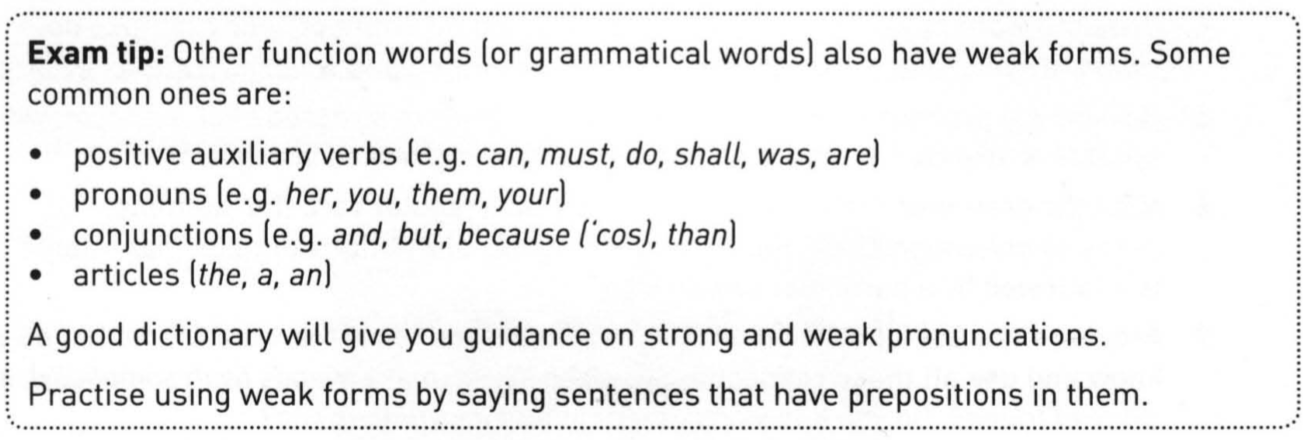 Exam tip: Other function words (or grammatical words) also have weak forms. Some
common ones are:
• positive auxiliary verbs (e.g. can, must, do, shall, was, are)
• pronouns (e.g. her, you, them, your)
• conjunctions (e.g. and, but, because ('cos), than)
• articles (the, a, an)
A good dictionary will give you guidance on strong and weak pronunciations.
Practise using weak forms by saying sentences that have prepositions in them.